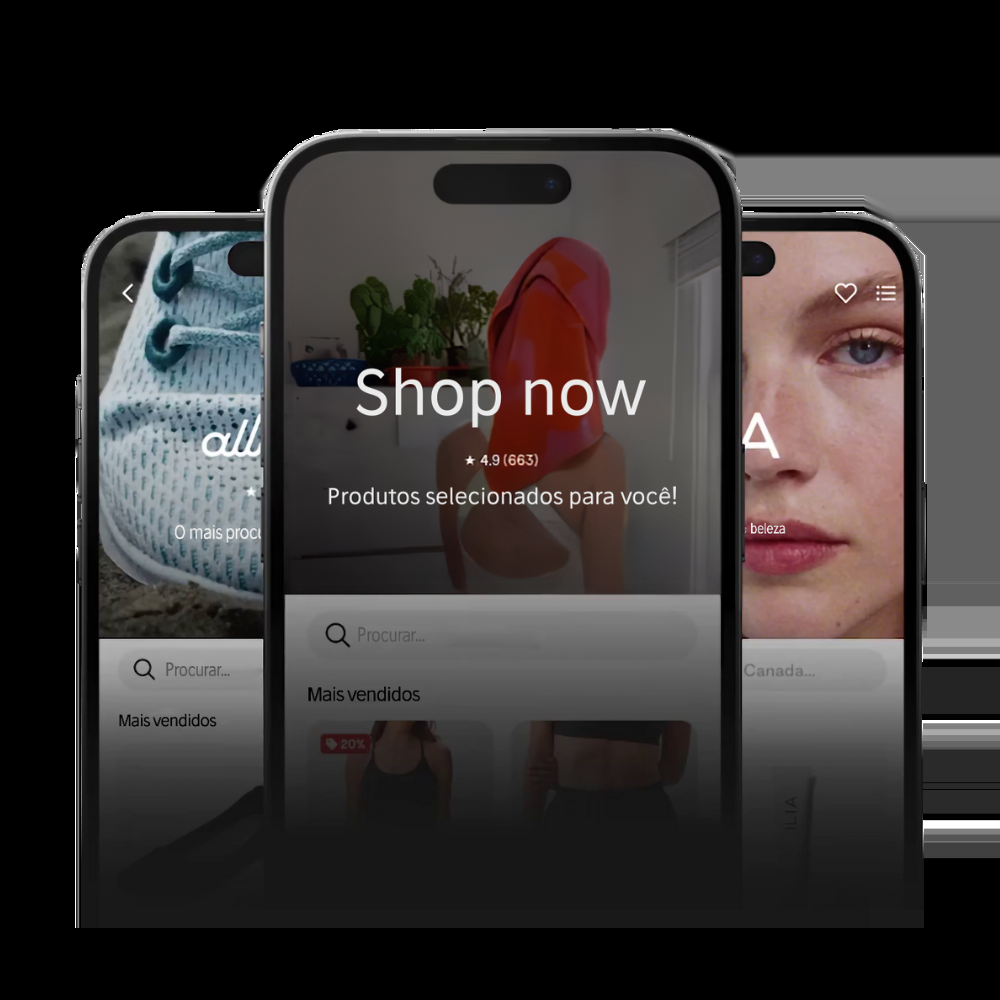 all
O mais procu
Procurar...
Mais vendidos
Shop now
★ 4.9 (663)
Produtos selecionados para você!
Procurar...
Mais vendidos
20%
A
beleza
Canada...
ILIA